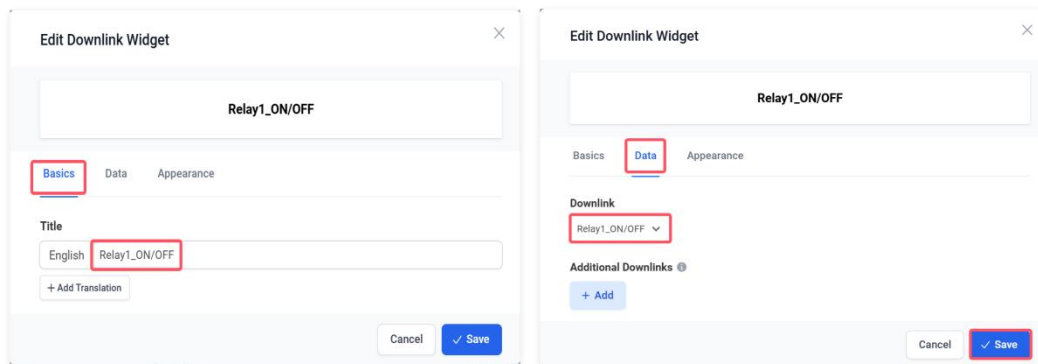 Edit Downlink Widget
Relay1_ON/OFF
Basics Data Appearance
Title
English Relay1_ON/OFF
+ Add Translation
Cancel ✓ Save
Edit Downlink Widget
Relay1_ON/OFF
Basics Data Appearance
Downlink
Relay1_ON/OFF
Additional Downlinks
+ Add
Cancel ✓ Save